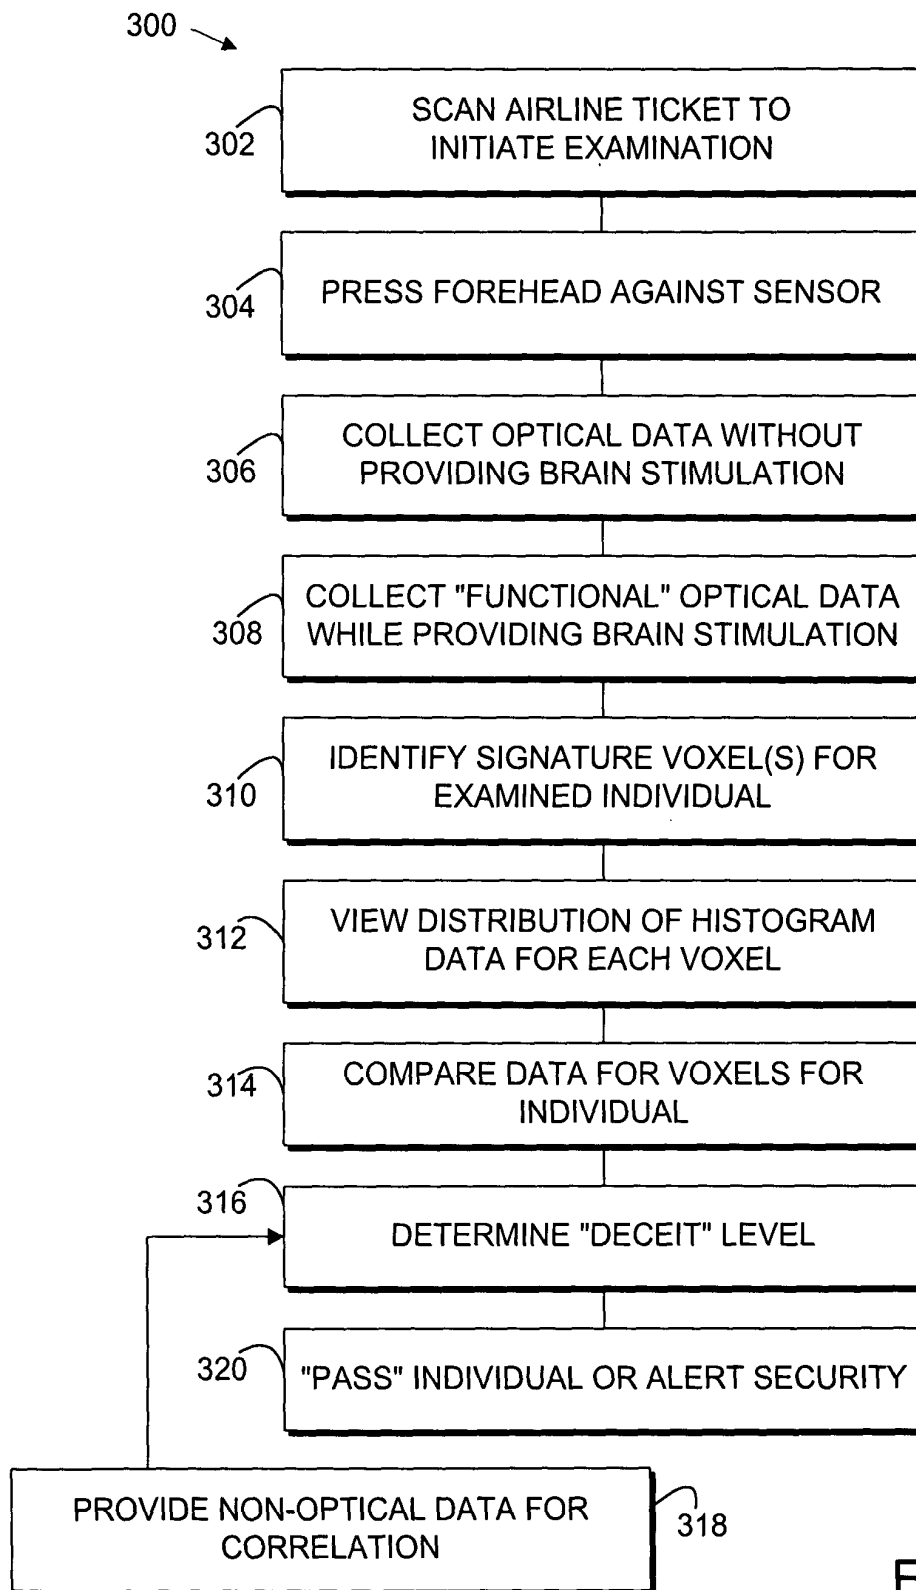 300
302
SCAN AIRLINE TICKET TO
INITIATE EXAMINATION
304
PRESS FOREHEAD AGAINST SENSOR
306
COLLECT OPTICAL DATA WITHOUT
PROVIDING BRAIN STIMULATION
308
COLLECT "FUNCTIONAL" OPTICAL DATA
WHILE PROVIDING BRAIN STIMULATION
310
IDENTIFY SIGNATURE VOXEL(S) FOR
EXAMINED INDIVIDUAL
312
VIEW DISTRIBUTION OF HISTOGRAM
DATA FOR EACH VOXEL
314
COMPARE DATA FOR VOXELS FOR
INDIVIDUAL
316
DETERMINE "DECEIT" LEVEL
320
"PASS" INDIVIDUAL OR ALERT SECURITY
PROVIDE NON-OPTICAL DATA FOR
CORRELATION
318